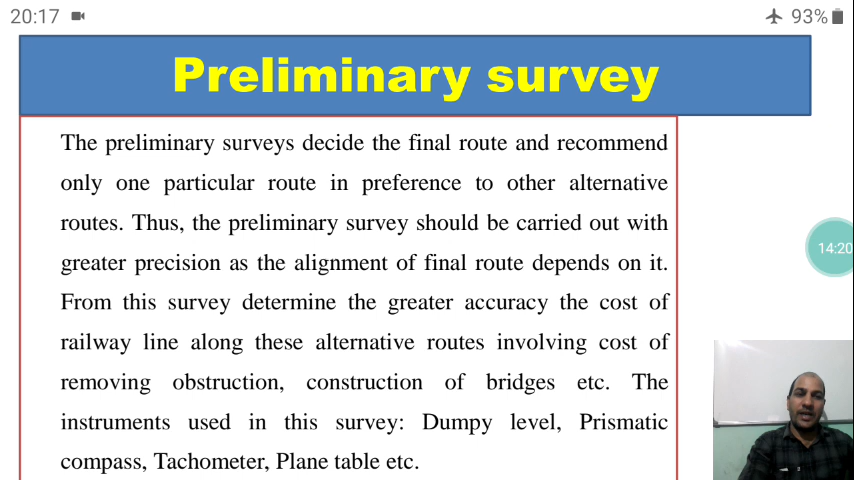 20:17
93%
Preliminary survey
The preliminary surveys decide the final route and recommend
only one particular route in preference to other alternative
routes. Thus, the preliminary survey should be carried out with
greater precision as the alignment of final route depends on it.
From this survey determine the greater accuracy the cost of
railway line along these alternative routes involving cost of
removing obstruction, construction of bridges etc. The
instruments used in this survey: Dumpy level, Prismatic
compass, Tachometer, Plane table etc.
14:20